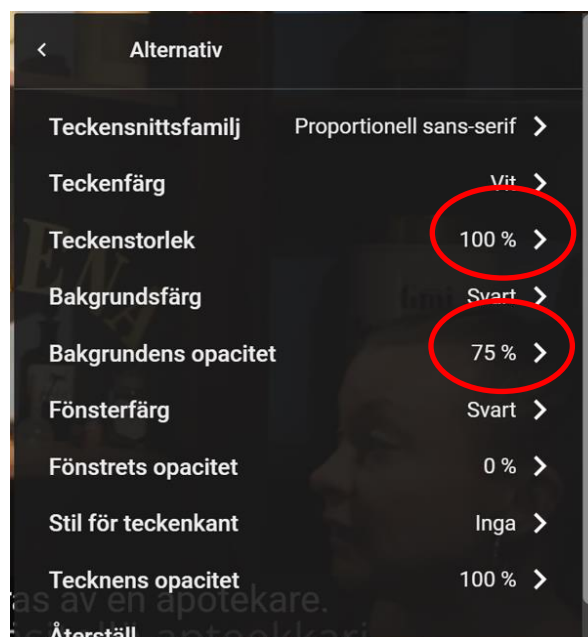 Alternativ
Teckensnittsfamilj Proportionell sans-serif
Teckenfärg Vit
Teckenstorlek 100 %
Bakgrundsfärg Svart
Bakgrundens opacitet 75 %
Fönsterfärg Svart
Fönstrets opacitet 0 %
Stil för teckenkant Inga
Tecknens opacitet 100 %
as av en apotekare.
Återställ